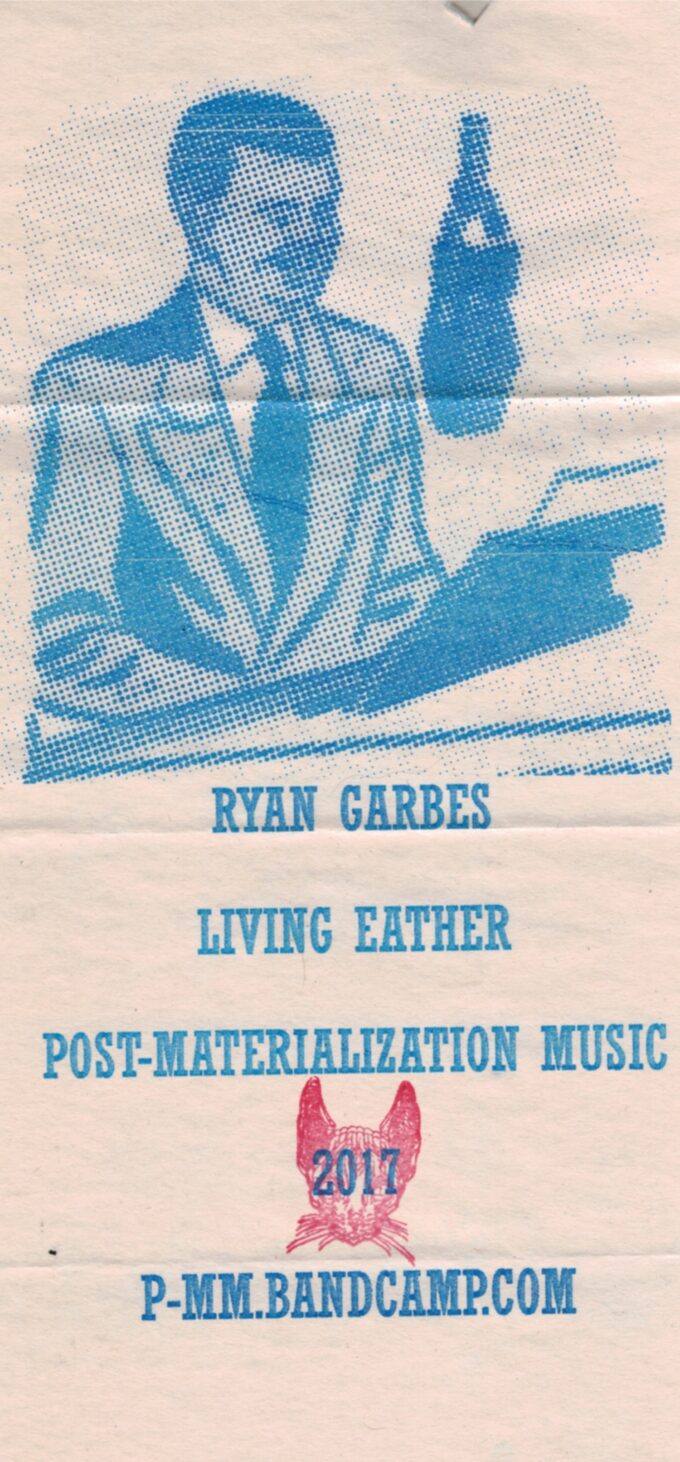 RYAN GARBES
LIVING EATHER
POST-MATERIALIZATION MUSIC
2017
P-MM.BANDCAMP.COM